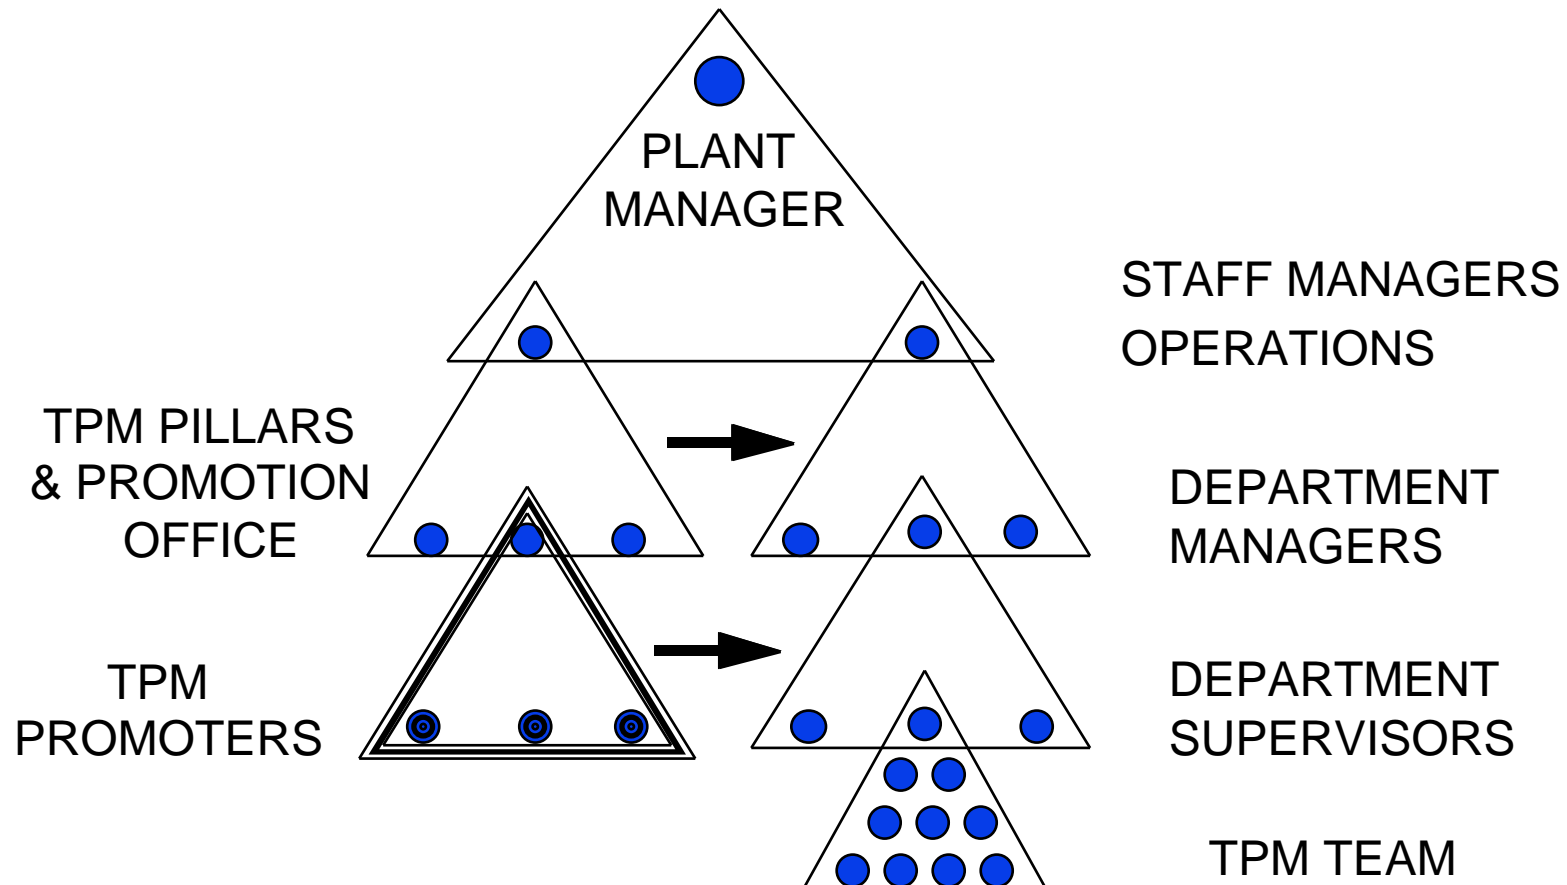 PLANT
MANAGER
STAFF MANAGERS
OPERATIONS
TPM PILLARS
& PROMOTION
OFFICE
DEPARTMENT
MANAGERS
TPM
PROMOTERS
DEPARTMENT
SUPERVISORS
TPM TEAM